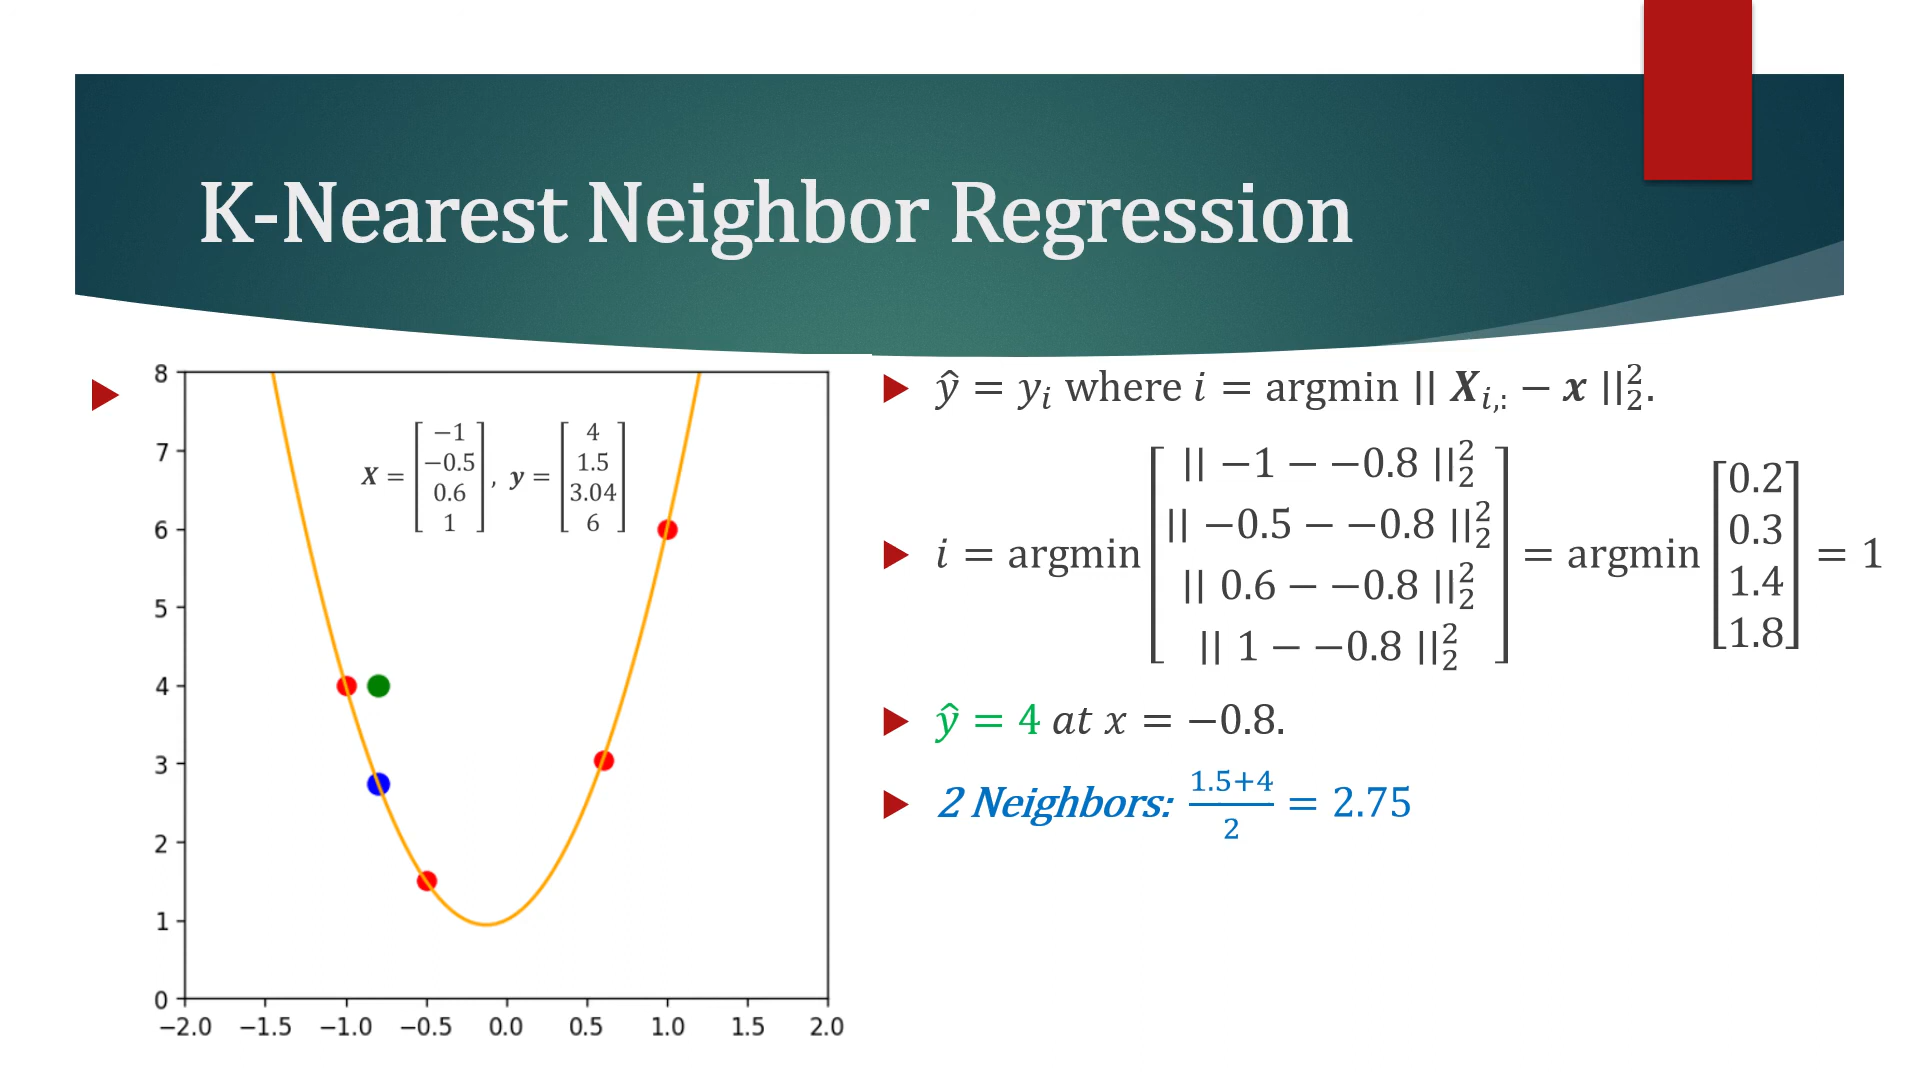 K-Nearest Neighbor Regression
8
7
6
5
4
3
2
1
0
−2.0 −1.5 −1.0 −0.5 0.0 0.5 1.0 1.5 2.0
X = [−1 −0.5 0.6 1], y = [4 1.5 3.04 6]
ŷ = yᵢ where i = argmin || Xᵢ,: − x ||₂².
i = argmin [|| −1 − −0.8 ||₂² || −0.5 − −0.8 ||₂² || 0.6 − −0.8 ||₂² || 1 − −0.8 ||₂²] = argmin [0.2 0.3 1.4 1.8] = 1
ŷ = 4 at x = −0.8.
2 Neighbors: (1.5+4)/2 = 2.75